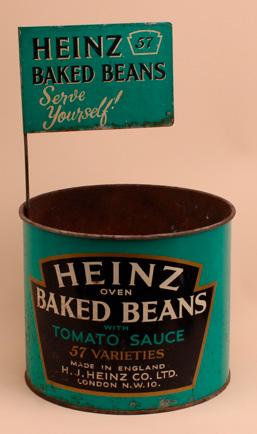 HEINZ 57
BAKED BEANS
Serve
Yourself!
HEINZ
OVEN
BAKED BEANS
WITH
TOMATO SAUCE
57 VARIETIES
MADE IN ENGLAND
H.J. HEINZ CO. LTD.
LONDON N.W.10.